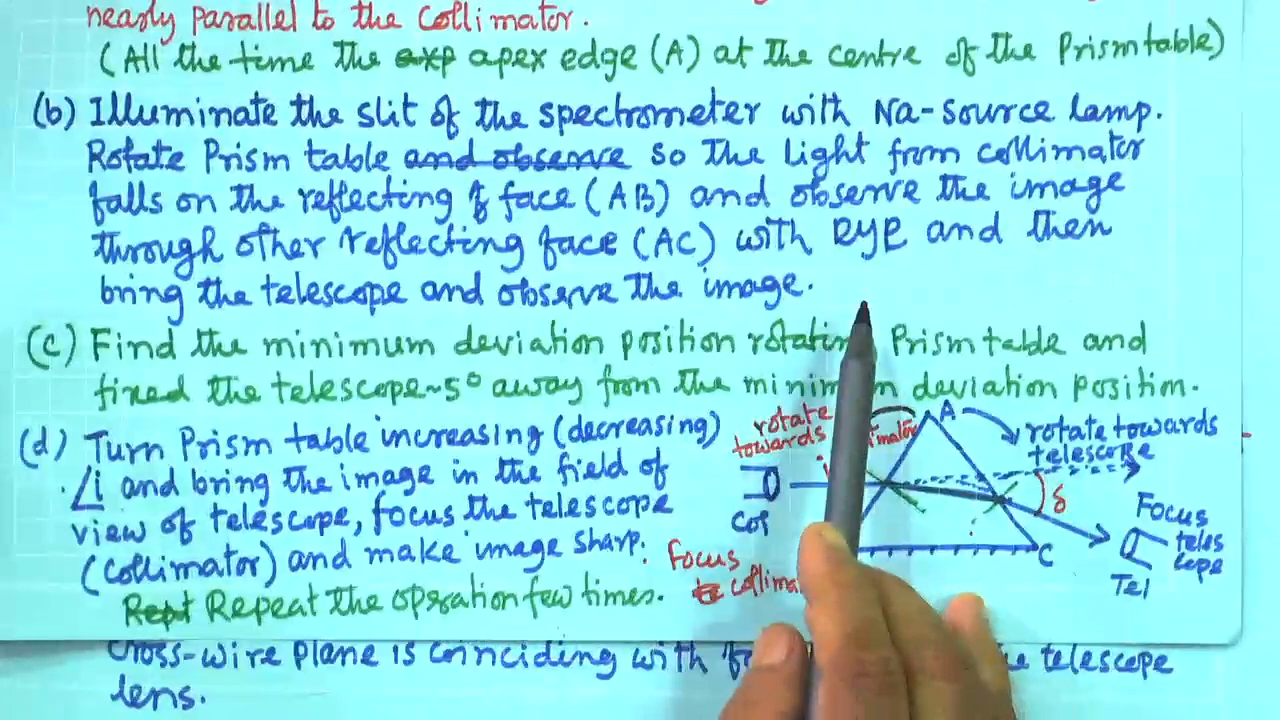 nearly parallel to the collimator.
(All the time the exp apex edge (A) at the centre of the Prism table)
(b) Illuminate the slit of the spectrometer with Na-source lamp.
Rotate Prism table and observe so the light from collimator
falls on the reflecting f face (AB) and observe the image
through other reflecting face (AC) with EYE and then
bring the telescope and observe the image.
(c) Find the minimum deviation position rotating Prism table and
fixed the telescope ~5° away from the minimum deviation position.
(d) Turn Prism table increasing (decreasing)
∠i and bring the image in the field of
view of telescope, focus the telescope
(collimator) and make image sharp.
Rept Repeat the operation few times.
rotate
towards
A
rotate towards
telescope
i
δ
Col
C
Focus
teles
cope
Tel
Focus
collima
cross-wire plane is coinciding with telescope
lens.